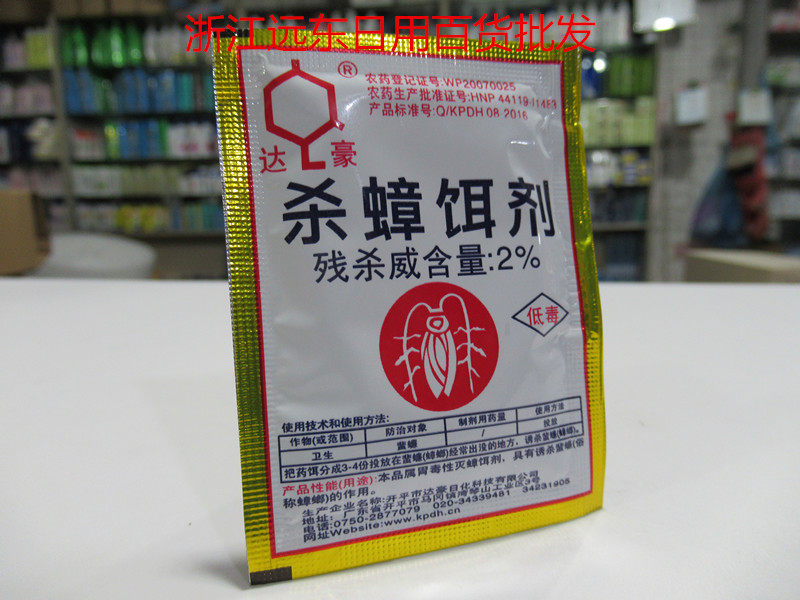 浙江远东日用百货批发
®
农药登记证号:WP20070025
农药生产批准证号:HNP 44119-I1483
产品标准号:Q/KPDH 08 2016
达豪
杀蟑饵剂
残杀威含量:2%
低毒
使用技术和使用方法:
作物(或范围) 防治对象 制剂用药量 使用方法
卫生 蜚蠊 / 投放
把药饵分成3-4份投放在蜚蠊(蟑螂)经常出没的地方,诱杀蜚蠊(蟑螂)。
产品性能(用途):本品属胃毒性灭蟑饵剂,具有诱杀蜚蠊(俗
称蟑螂)的作用。
生产企业名称:开平市达豪日化科技有限公司
地址:广东省开平市马冈镇湾琴山工业区3号
电话:0750-2877079 020-34339481 34231905
网址Website:www.kpdh.cn